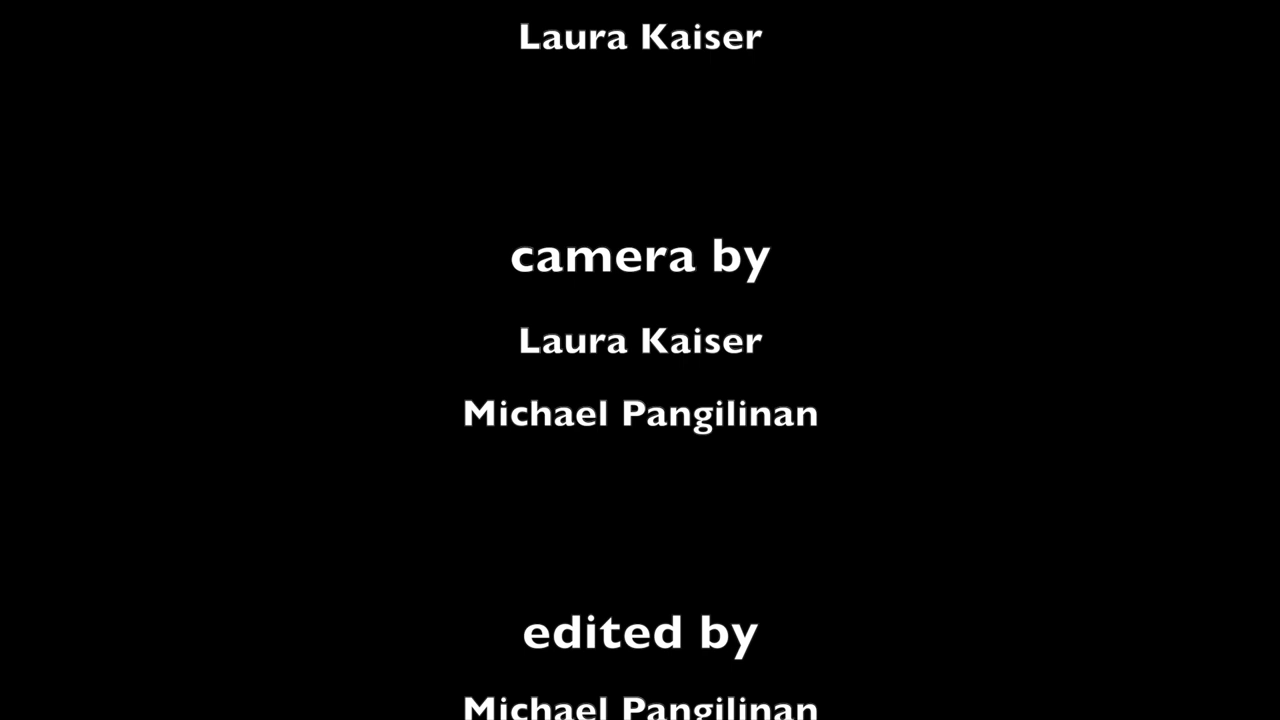 Laura Kaiser
camera by
Laura Kaiser
Michael Pangilinan
edited by
Michael Pangilinan